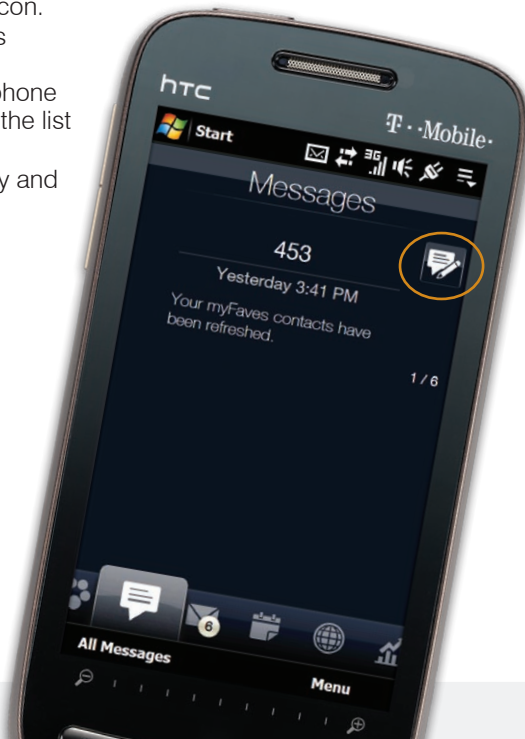 con.
s
phone
the list
y and
hTC
T··Mobile·
Start
3G
Messages
453
Yesterday 3:41 PM
Your myFaves contacts have
been refreshed.
1/6
6
All Messages
Menu